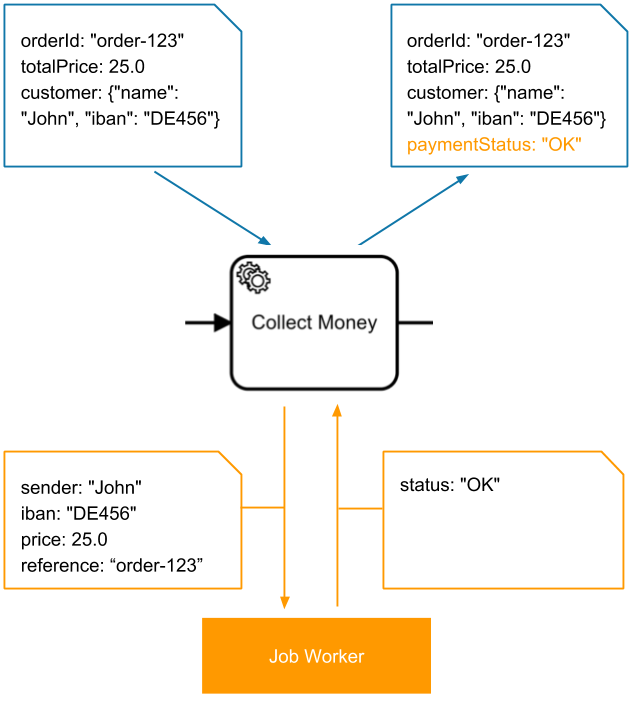 orderId: "order-123"
totalPrice: 25.0
customer: {"name":
"John", "iban": "DE456"}
orderId: "order-123"
totalPrice: 25.0
customer: {"name":
"John", "iban": "DE456"}
paymentStatus: "OK"
Collect Money
sender: "John"
iban: "DE456"
price: 25.0
reference: “order-123”
status: "OK"
Job Worker